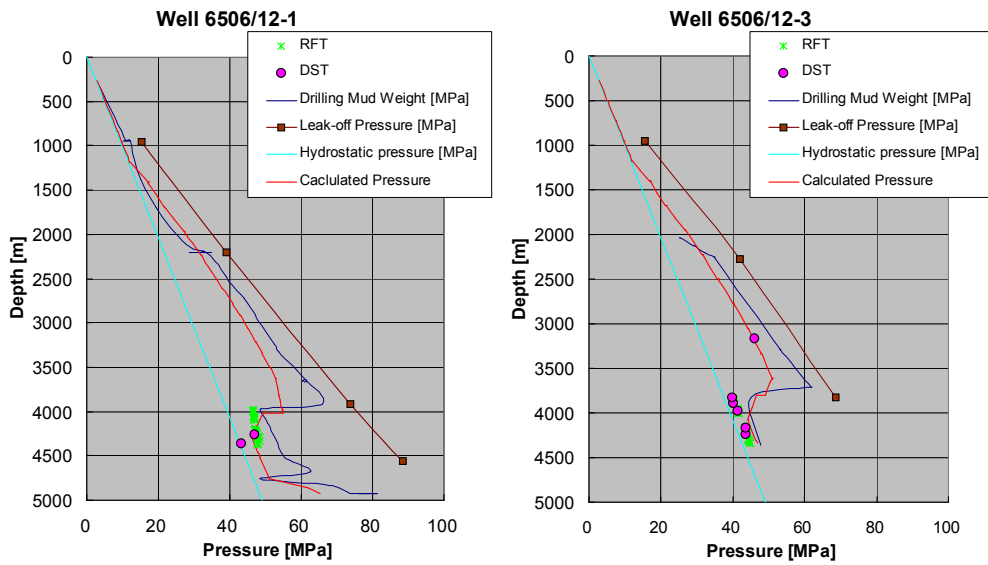 Well 6506/12-1
RFT
DST
Drilling Mud Weight [MPa]
Leak-off Pressure [MPa]
Hydrostatic pressure [MPa]
Caclulated Pressure
Depth [m]
0
500
1000
1500
2000
2500
3000
3500
4000
4500
5000
0 20 40 60 80 100
Pressure [MPa]
Well 6506/12-3
RFT
DST
Drilling Mud Weight [MPa]
Leak-off Pressure [MPa]
Hydrostatic pressure [MPa]
Calculated Pressure
Depth [m]
0
500
1000
1500
2000
2500
3000
3500
4000
4500
5000
0 20 40 60 80 100
Pressure [MPa]